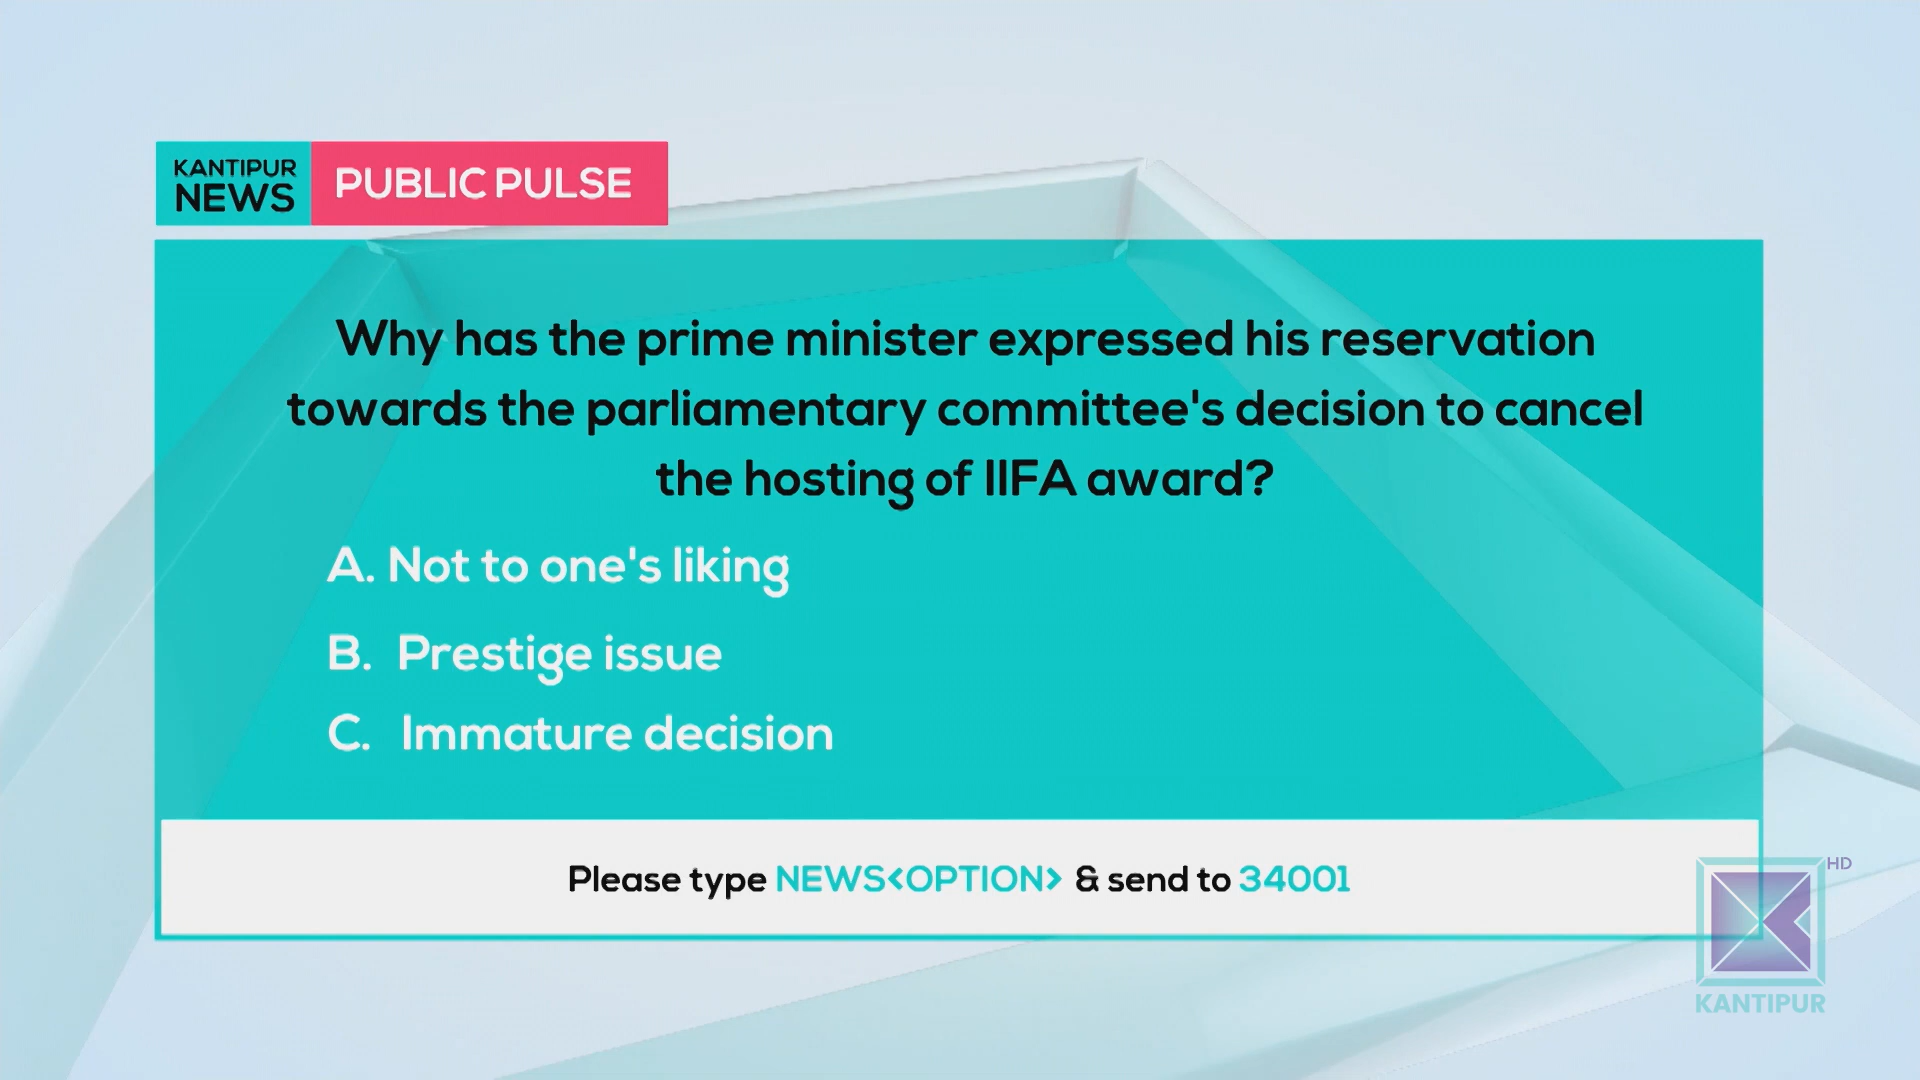 KANTIPUR
NEWS
PUBLIC PULSE
Why has the prime minister expressed his reservation
towards the parliamentary committee's decision to cancel
the hosting of IIFA award?
A. Not to one's liking
B. Prestige issue
C. Immature decision
Please type NEWS<OPTION> & send to 34001
HD
KANTIPUR